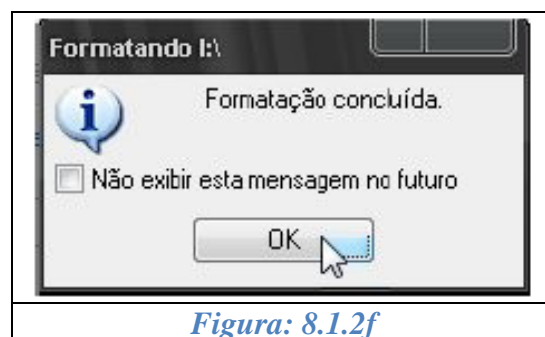 Formatando I:\
Formatação concluída.
Não exibir esta mensagem no futuro
OK
Figura: 8.1.2f